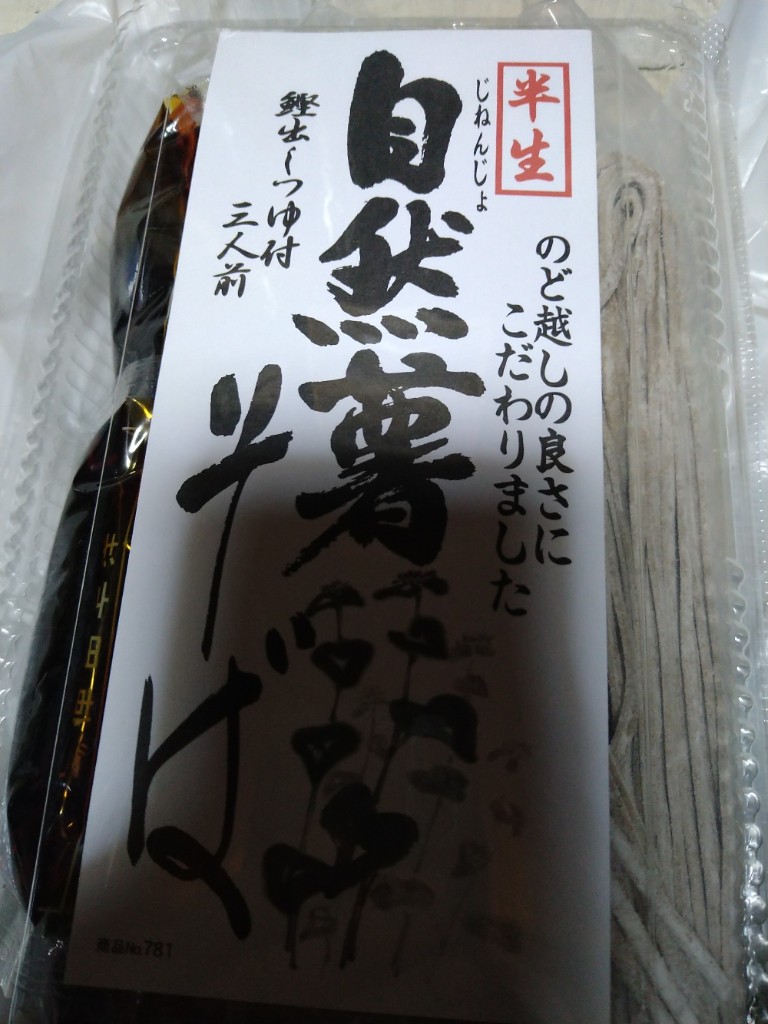 半生
のど越しの良さに
こだわりました
じねんじょ
自然薯
そば
鰹出しつゆ付
三人前
商品No.781